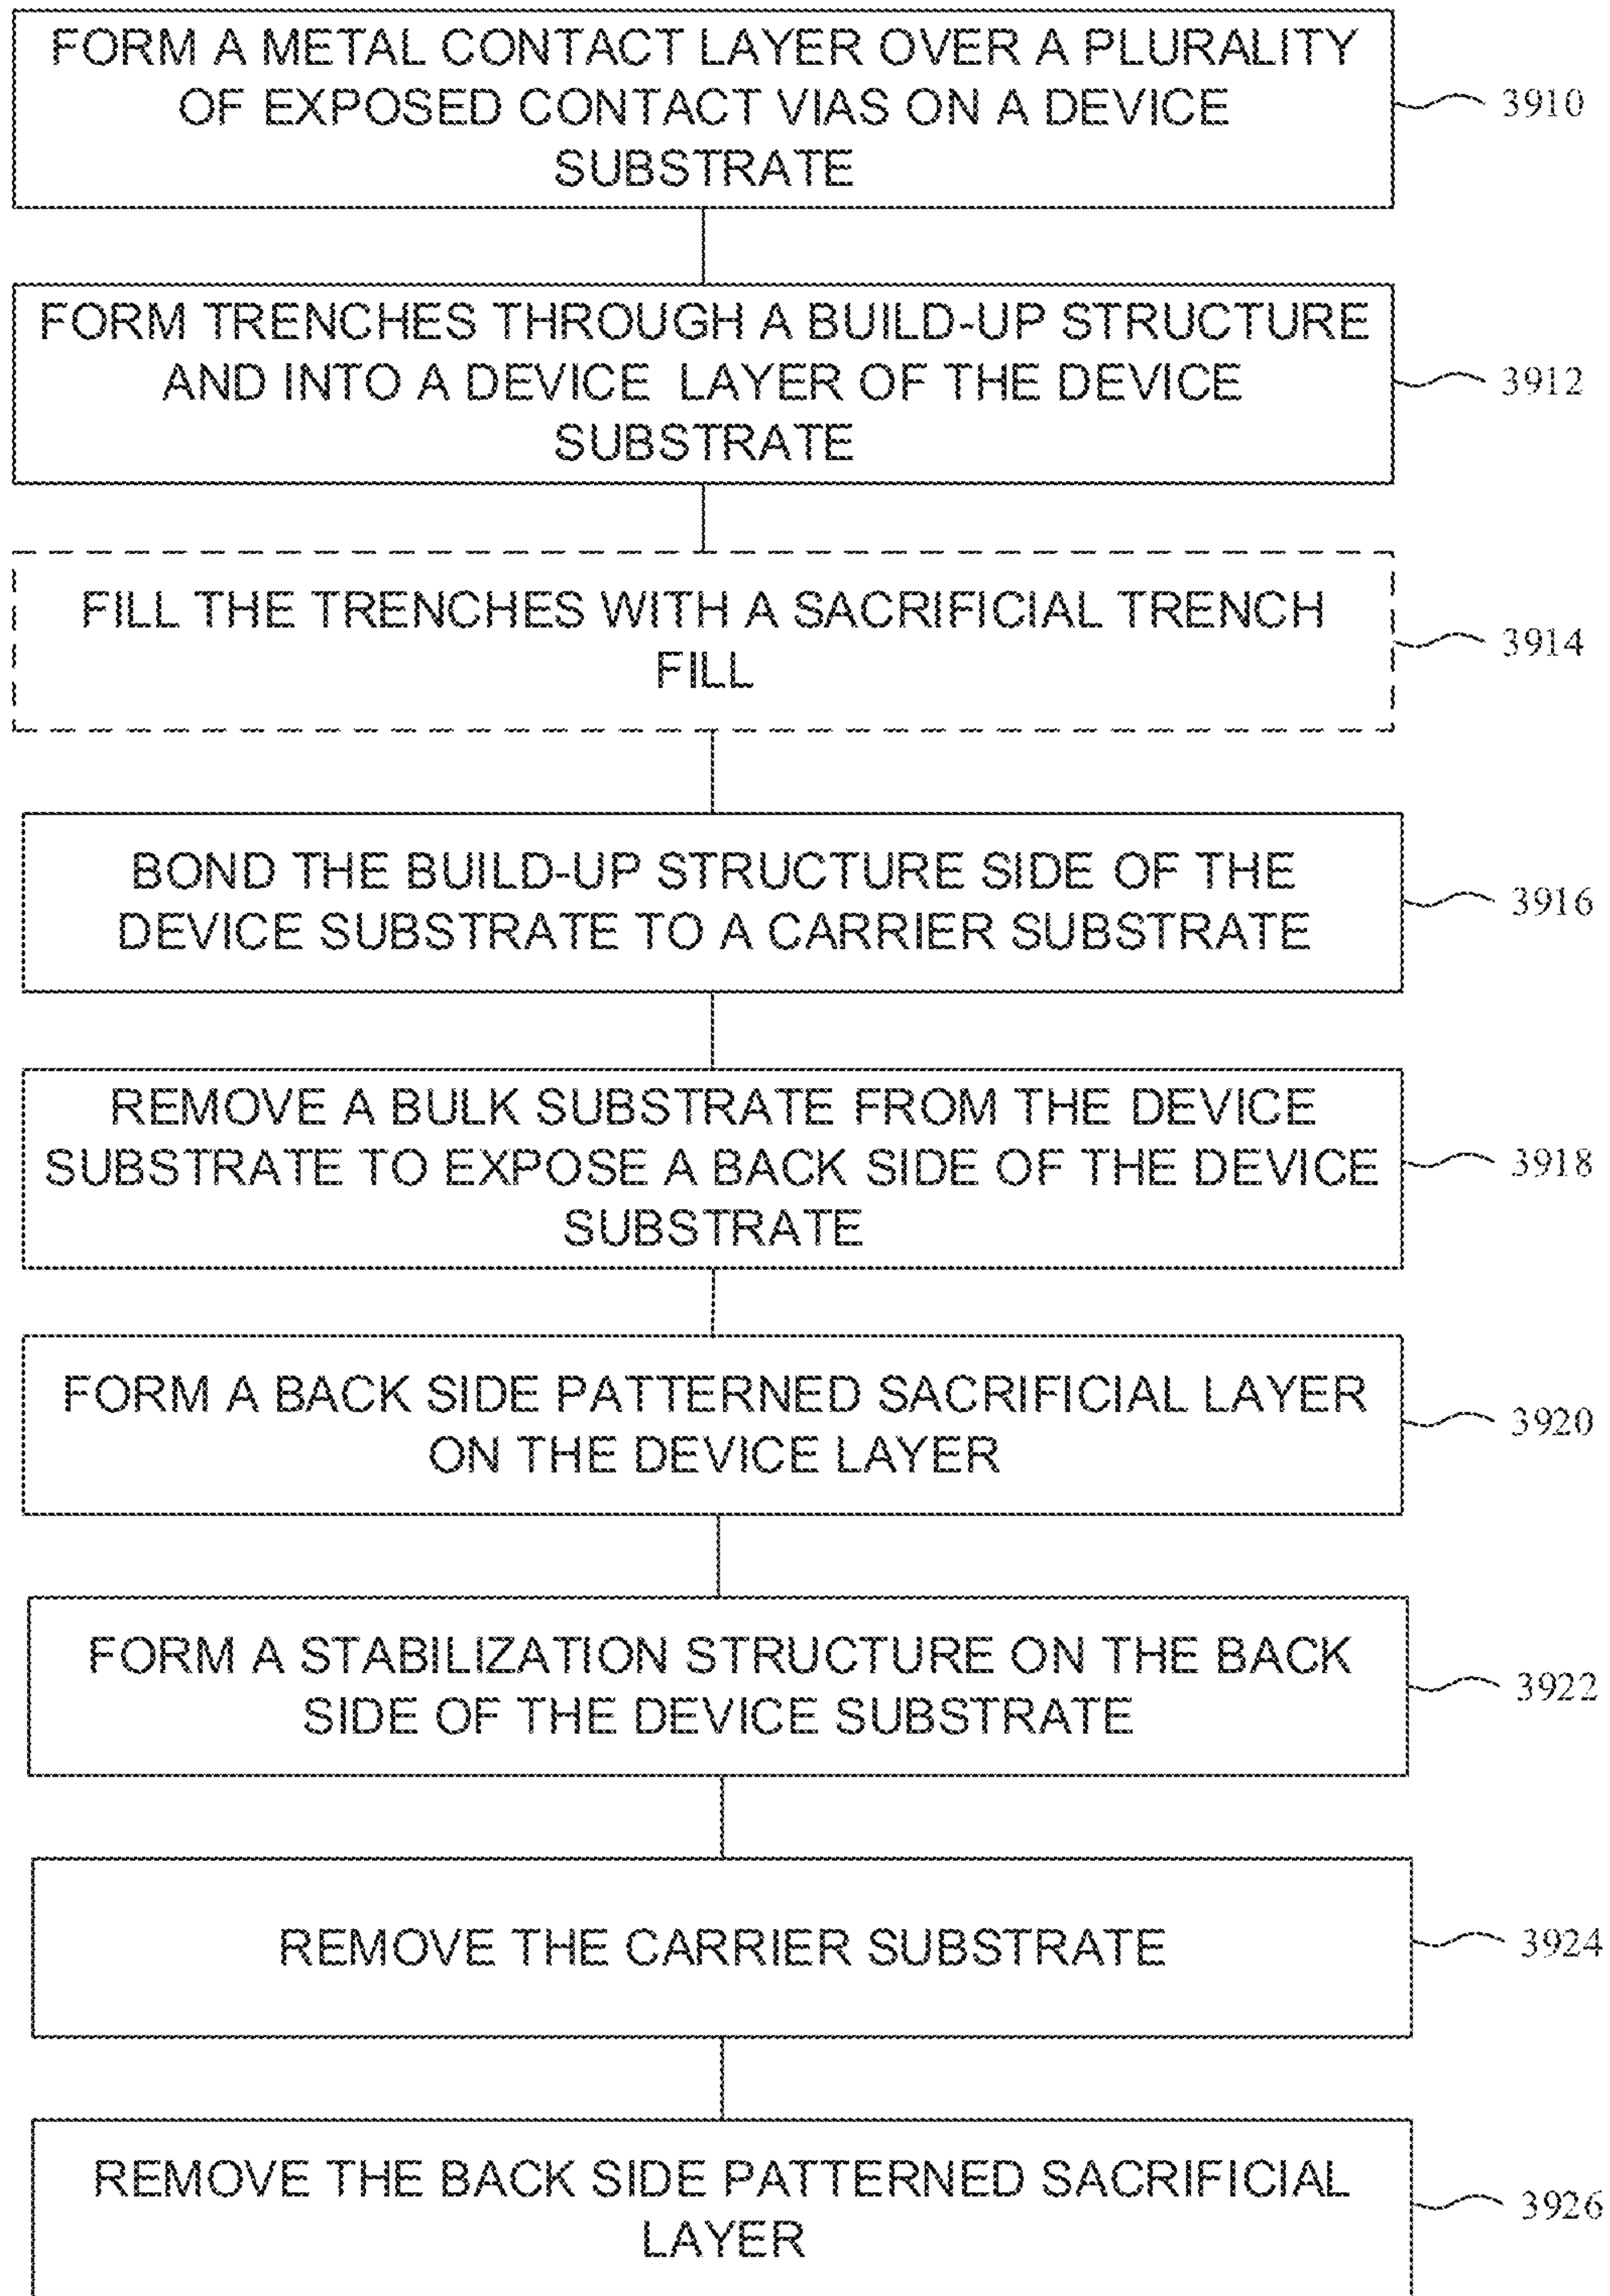 FORM A METAL CONTACT LAYER OVER A PLURALITY
OF EXPOSED CONTACT VIAS ON A DEVICE
SUBSTRATE
3910
FORM TRENCHES THROUGH A BUILD-UP STRUCTURE
AND INTO A DEVICE LAYER OF THE DEVICE
SUBSTRATE
3912
FILL THE TRENCHES WITH A SACRIFICIAL TRENCH
FILL
3914
BOND THE BUILD-UP STRUCTURE SIDE OF THE
DEVICE SUBSTRATE TO A CARRIER SUBSTRATE
3916
REMOVE A BULK SUBSTRATE FROM THE DEVICE
SUBSTRATE TO EXPOSE A BACK SIDE OF THE DEVICE
SUBSTRATE
3918
FORM A BACK SIDE PATTERNED SACRIFICIAL LAYER
ON THE DEVICE LAYER
3920
FORM A STABILIZATION STRUCTURE ON THE BACK
SIDE OF THE DEVICE SUBSTRATE
3922
REMOVE THE CARRIER SUBSTRATE
3924
REMOVE THE BACK SIDE PATTERNED SACRIFICIAL
LAYER
3926